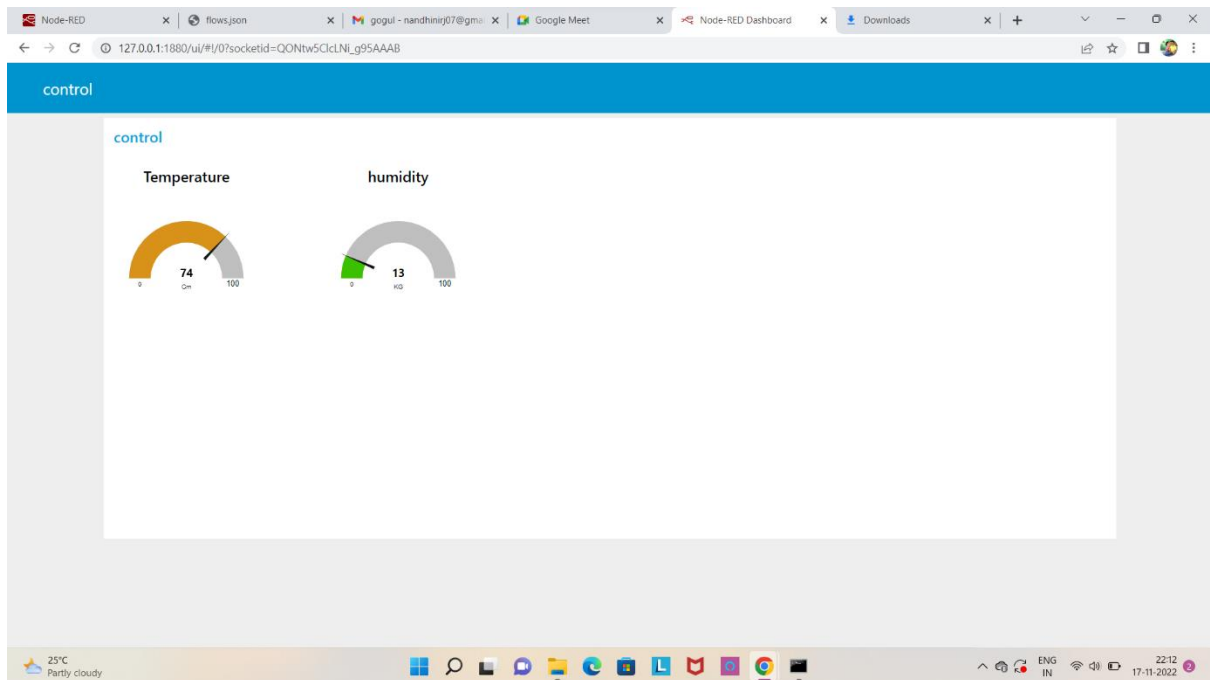 Node-RED
flows.json
gogul - nandhinirj07@gma
Google Meet
Node-RED Dashboard
Downloads
127.0.0.1:1880/ui/#!/0?socketid=QONtw5ClcLNi_g95AAAB
control
control
Temperature
humidity
74
0
Gm
100
13
0
KG
100
25°C
Partly cloudy
L
ENG
IN
22:12
17-11-2022
2